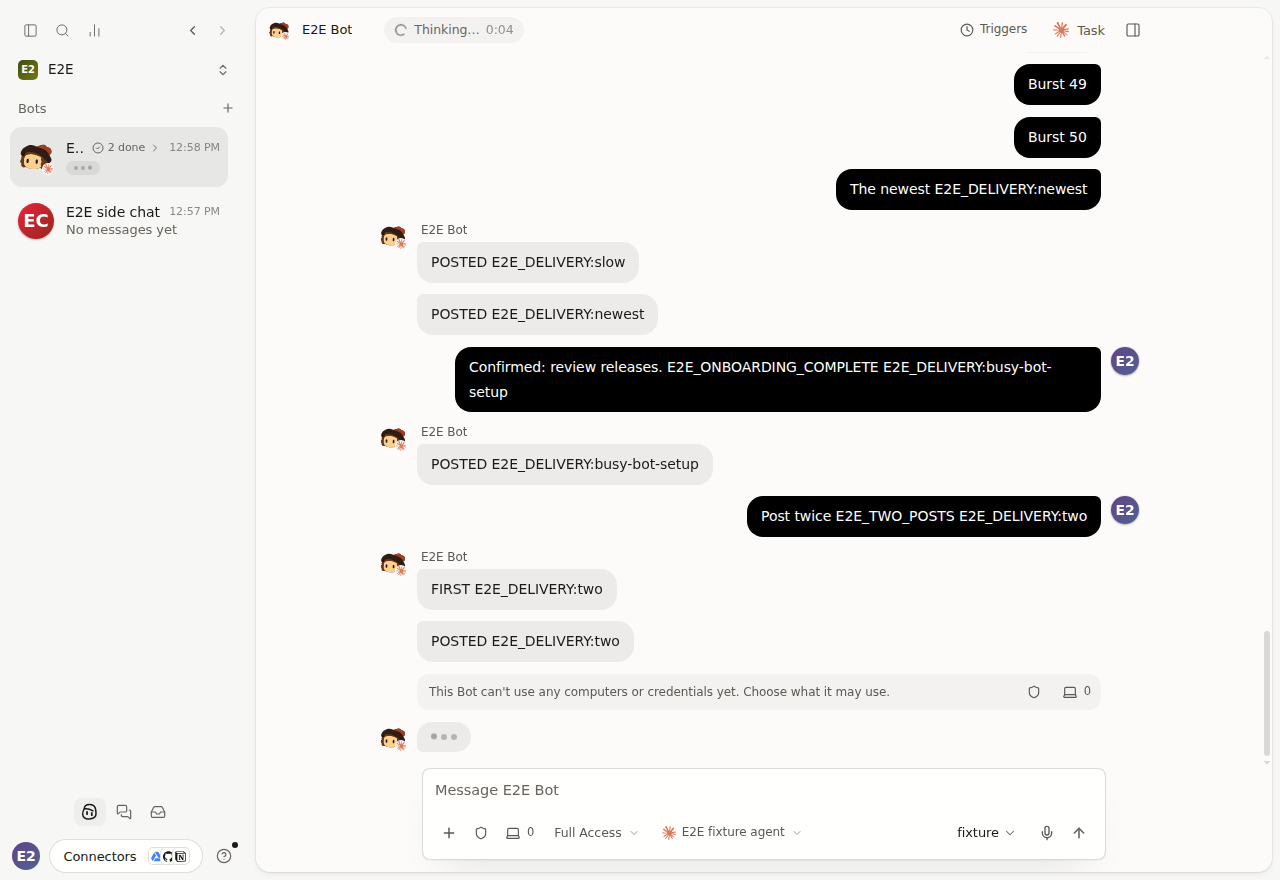 E2E Bot
Thinking... 0:04
Triggers
Task
E2 E2E
Bots
E.. 2 done 12:58 PM
EC E2E side chat 12:57 PM
No messages yet
Burst 49
Burst 50
The newest E2E_DELIVERY:newest
E2E Bot
POSTED E2E_DELIVERY:slow
POSTED E2E_DELIVERY:newest
Confirmed: review releases. E2E_ONBOARDING_COMPLETE E2E_DELIVERY:busy-bot-
setup
E2
E2E Bot
POSTED E2E_DELIVERY:busy-bot-setup
Post twice E2E_TWO_POSTS E2E_DELIVERY:two
E2
E2E Bot
FIRST E2E_DELIVERY:two
POSTED E2E_DELIVERY:two
This Bot can't use any computers or credentials yet. Choose what it may use. 0
Message E2E Bot
0 Full Access E2E fixture agent fixture
E2 Connectors